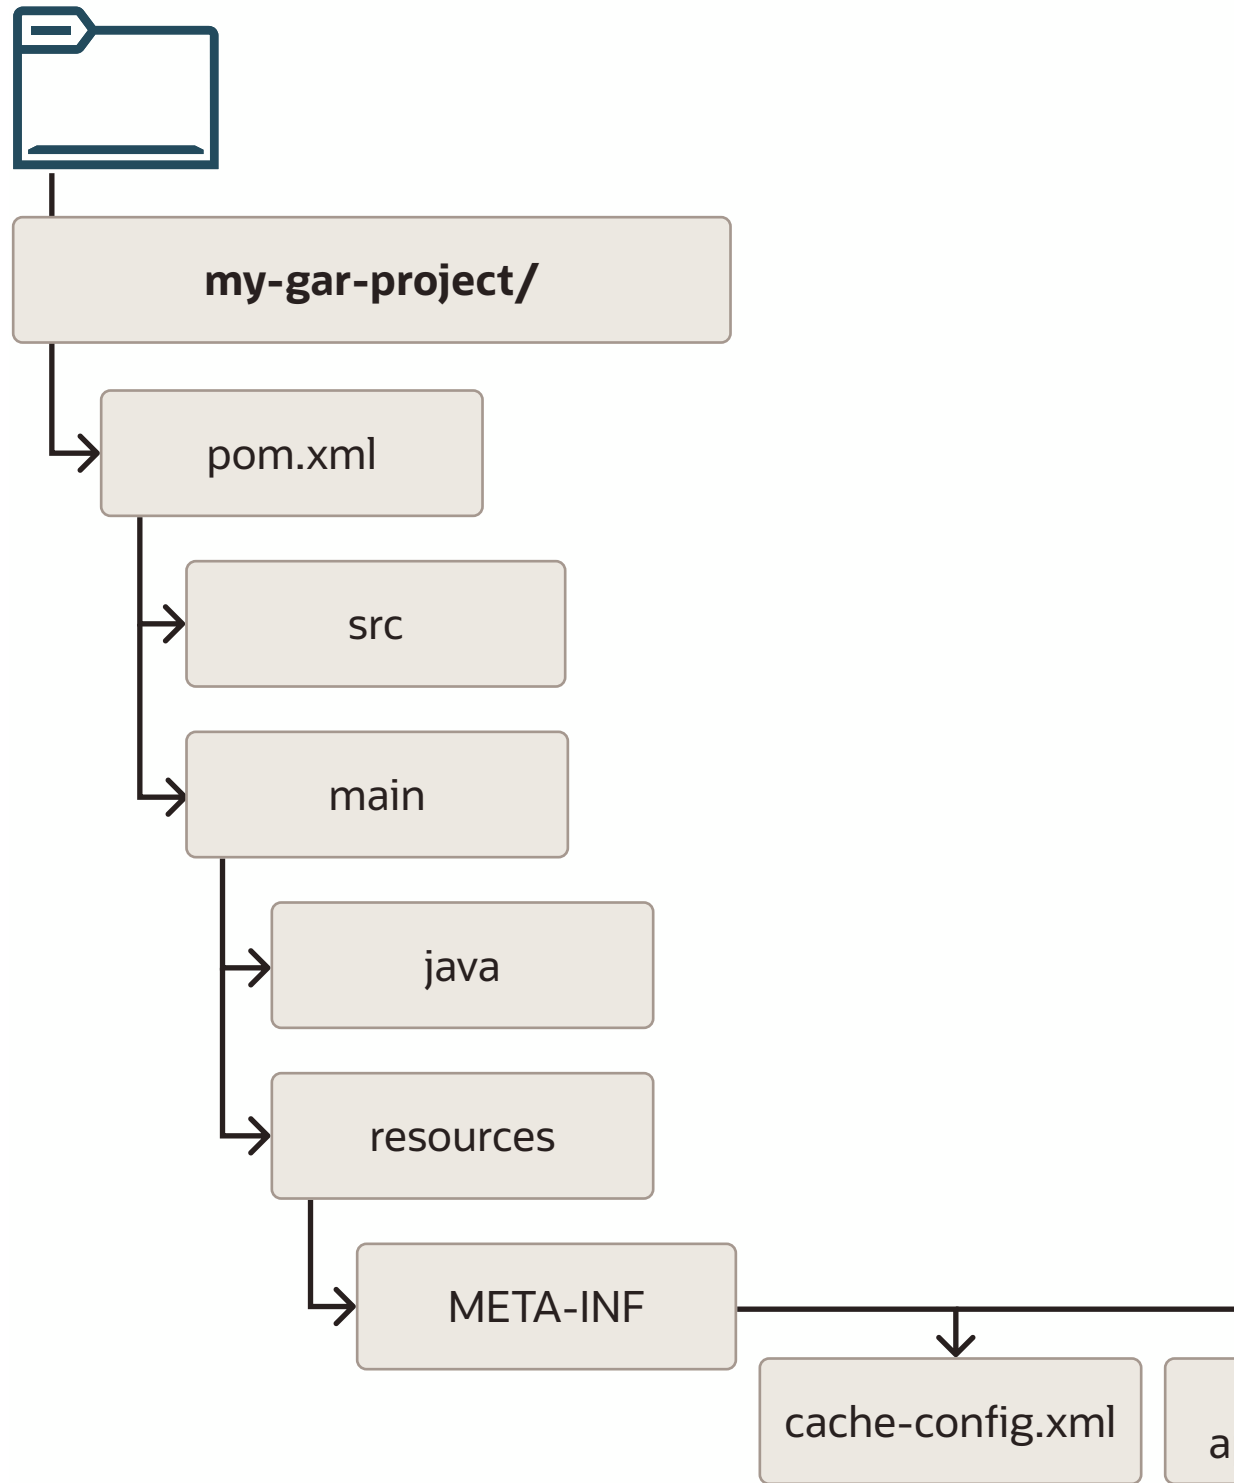 my-gar-project/
pom.xml
src
main
java
resources
META-INF
cache-config.xml